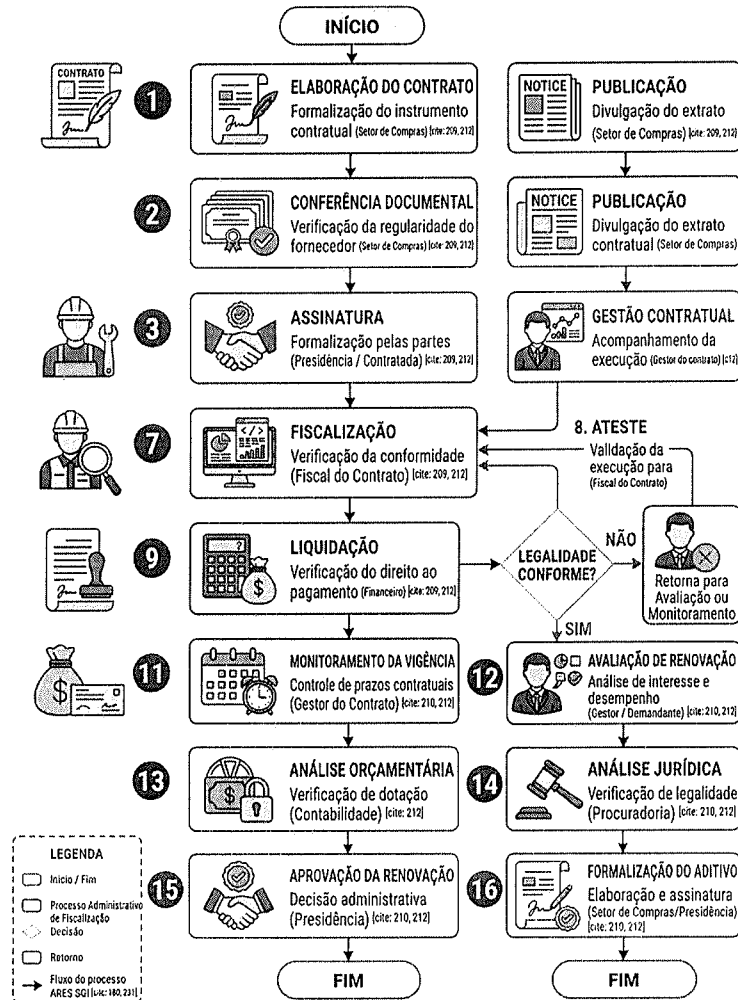 INÍCIO
CONTRATO
1
ELABORAÇÃO DO CONTRATO
Formalização do instrumento
contratual (Setor de Compras) [cite: 209, 212]
NOTICE
PUBLICAÇÃO
Divulgação do extrato
(Setor de Compras) [cite: 209, 212]
2
CONFERÊNCIA DOCUMENTAL
Verificação da regularidade do
fornecedor (Setor de Compras) [cite: 209, 212]
NOTICE
PUBLICAÇÃO
Divulgação do extrato
contratual (Setor de Compras)
3
ASSINATURA
Formalização pelas partes
(Presidência / Contratada) [cite: 209, 212]
GESTÃO CONTRATUAL
Acompanhamento da
execução (Gestor do contrato)
7
FISCALIZAÇÃO
Verificação da conformidade
(Fiscal do Contrato) [cite: 209, 212]
8. ATESTE
Validação da
execução para
(Fiscal do Contrato)
9
LIQUIDAÇÃO
Verificação do direito ao
pagamento (Financeiro) [cite: 209, 212]
LEGALIDADE
CONFORME?
NÃO
SIM
Retorna para
Avaliação ou
Monitoramento
11
MONITORAMENTO DA VIGÊNCIA
Controle de prazos contratuais
(Gestor do Contrato) [cite: 210, 212]
12
AVALIAÇÃO DE RENOVAÇÃO
Análise de interesse e
desempenho
(Gestor / Demandante) [cite: 210, 212]
13
ANÁLISE ORÇAMENTÁRIA
Verificação de dotação
(Contabilidade) [cite: 212]
14
ANÁLISE JURÍDICA
Verificação de legalidade
(Procuradoria) [cite: 210, 212]
15
APROVAÇÃO DA RENOVAÇÃO
Decisão administrativa
(Presidência) [cite: 210, 212]
16
FORMALIZAÇÃO DO ADITIVO
Elaboração e assinatura
(Setor de Compras/Presidência)
[cite: 210, 212]
FIM
FIM
LEGENDA
Início / Fim
Processo Administrativo
de Fiscalização
Decisão
Retorno
Fluxo do processo
ARES SGI